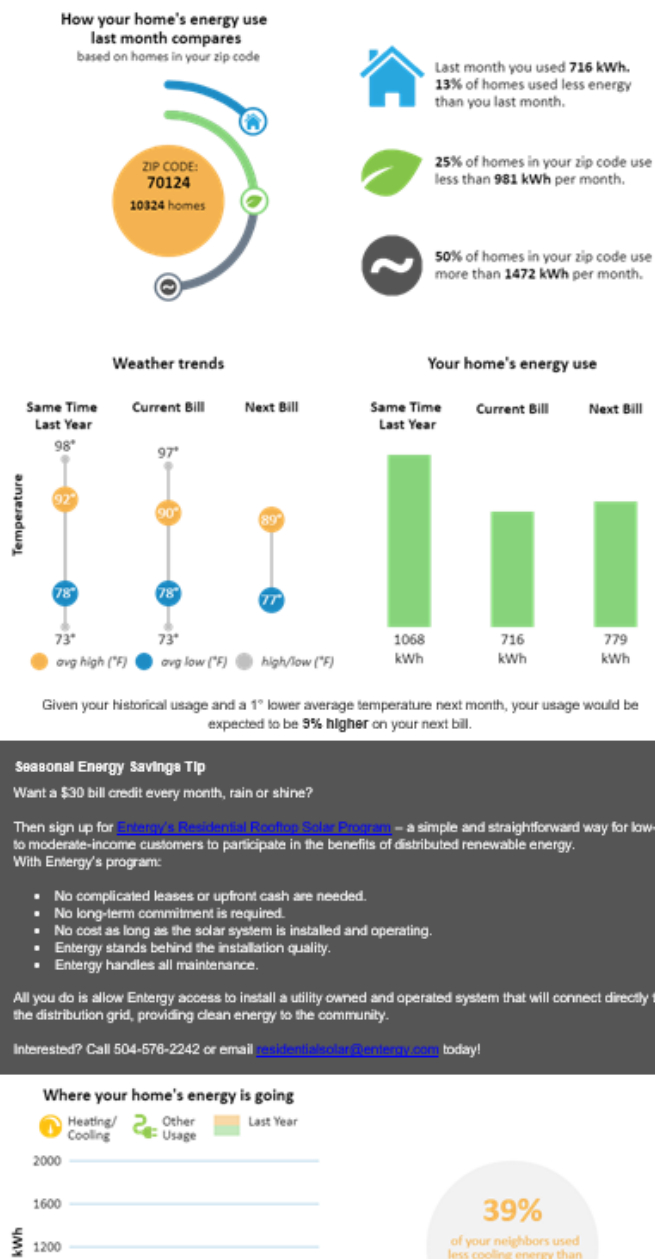 How your home's energy use
last month compares
based on homes in your zip code
ZIP CODE:
70124
10324 homes
Last month you used 716 kWh.
13% of homes used less energy
than you last month.
25% of homes in your zip code use
less than 981 kWh per month.
50% of homes in your zip code use
more than 1472 kWh per month.
Weather trends
Same Time
Last Year
Current Bill
Next Bill
Temperature
98°
92°
78°
73°
97°
90°
78°
73°
89°
77°
avg high (°F)
avg low (°F)
high/low (°F)
Your home's energy use
Same Time
Last Year
Current Bill
Next Bill
1068
kWh
716
kWh
779
kWh
Given your historical usage and a 1° lower average temperature next month, your usage would be
expected to be 9% higher on your next bill.
Seasonal Energy Savings Tip
Want a $30 bill credit every month, rain or shine?
Then sign up for Entergy's Residential Rooftop Solar Program – a simple and straightforward way for low-
to moderate-income customers to participate in the benefits of distributed renewable energy.
With Entergy's program:
No complicated leases or upfront cash are needed.
No long-term commitment is required.
No cost as long as the solar system is installed and operating.
Entergy stands behind the installation quality.
Entergy handles all maintenance.
All you do is allow Entergy access to install a utility owned and operated system that will connect directly
the distribution grid, providing clean energy to the community.
Interested? Call 504-576-2242 or email residentialsolar@entergy.com today!
Where your home's energy is going
Heating/
Cooling
Other
Usage
Last Year
2000
1600
1200
kWh
39%
of your neighbors used
less cooling energy than